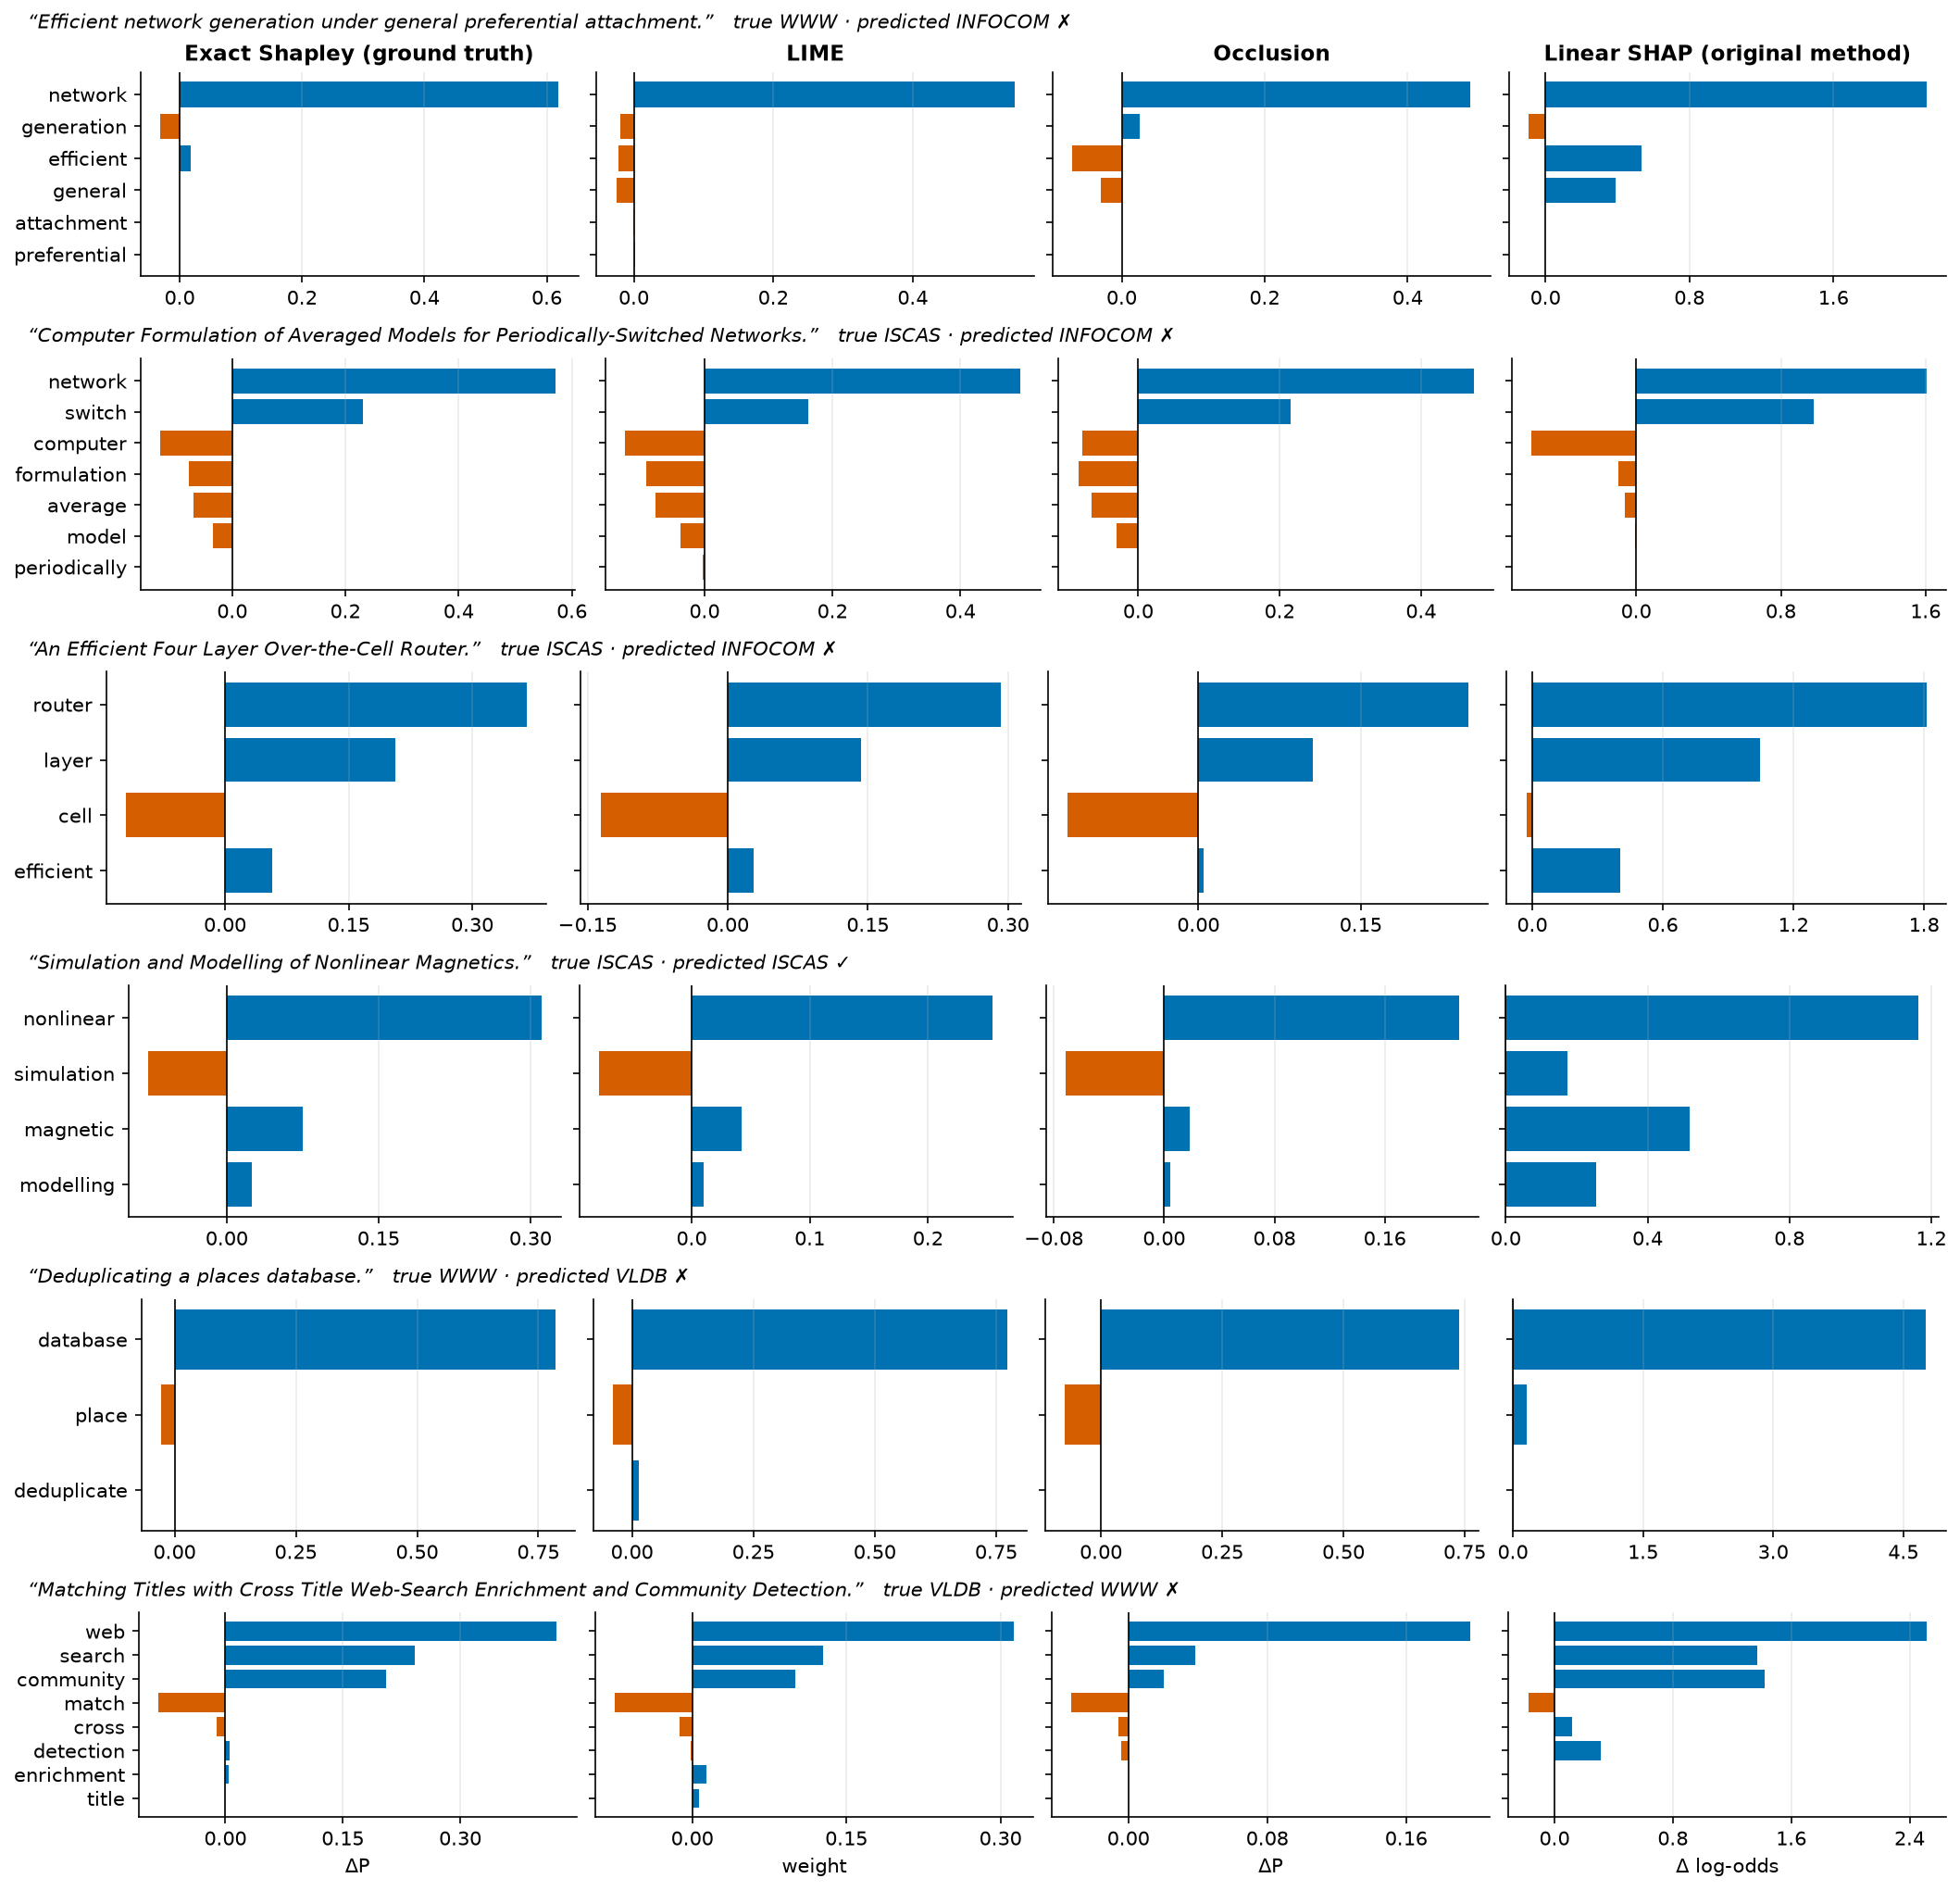 “Efficient network generation under general preferential attachment.” true WWW · predicted INFOCOM ✗
Exact Shapley (ground truth) LIME Occlusion Linear SHAP (original method)
network
generation
efficient
general
attachment
preferential
0.0 0.2 0.4 0.6 0.0 0.2 0.4 0.0 0.2 0.4 0.0 0.8 1.6
“Computer Formulation of Averaged Models for Periodically-Switched Networks.” true ISCAS · predicted INFOCOM ✗
network
switch
computer
formulation
average
model
periodically
0.0 0.2 0.4 0.6 0.0 0.2 0.4 0.0 0.2 0.4 0.0 0.8 1.6
“An Efficient Four Layer Over-the-Cell Router.” true ISCAS · predicted INFOCOM ✗
router
layer
cell
efficient
0.00 0.15 0.30 −0.15 0.00 0.15 0.30 0.00 0.15 0.0 0.6 1.2 1.8
“Simulation and Modelling of Nonlinear Magnetics.” true ISCAS · predicted ISCAS ✓
nonlinear
simulation
magnetic
modelling
0.00 0.15 0.30 0.0 0.1 0.2 −0.08 0.00 0.08 0.16 0.0 0.4 0.8 1.2
“Deduplicating a places database.” true WWW · predicted VLDB ✗
database
place
deduplicate
0.00 0.25 0.50 0.75 0.00 0.25 0.50 0.75 0.00 0.25 0.50 0.75 0.0 1.5 3.0 4.5
“Matching Titles with Cross Title Web-Search Enrichment and Community Detection.” true VLDB · predicted WWW ✗
web
search
community
match
cross
detection
enrichment
title
0.00 0.15 0.30 0.00 0.15 0.30 0.00 0.08 0.16 0.0 0.8 1.6 2.4
ΔP weight ΔP Δ log-odds